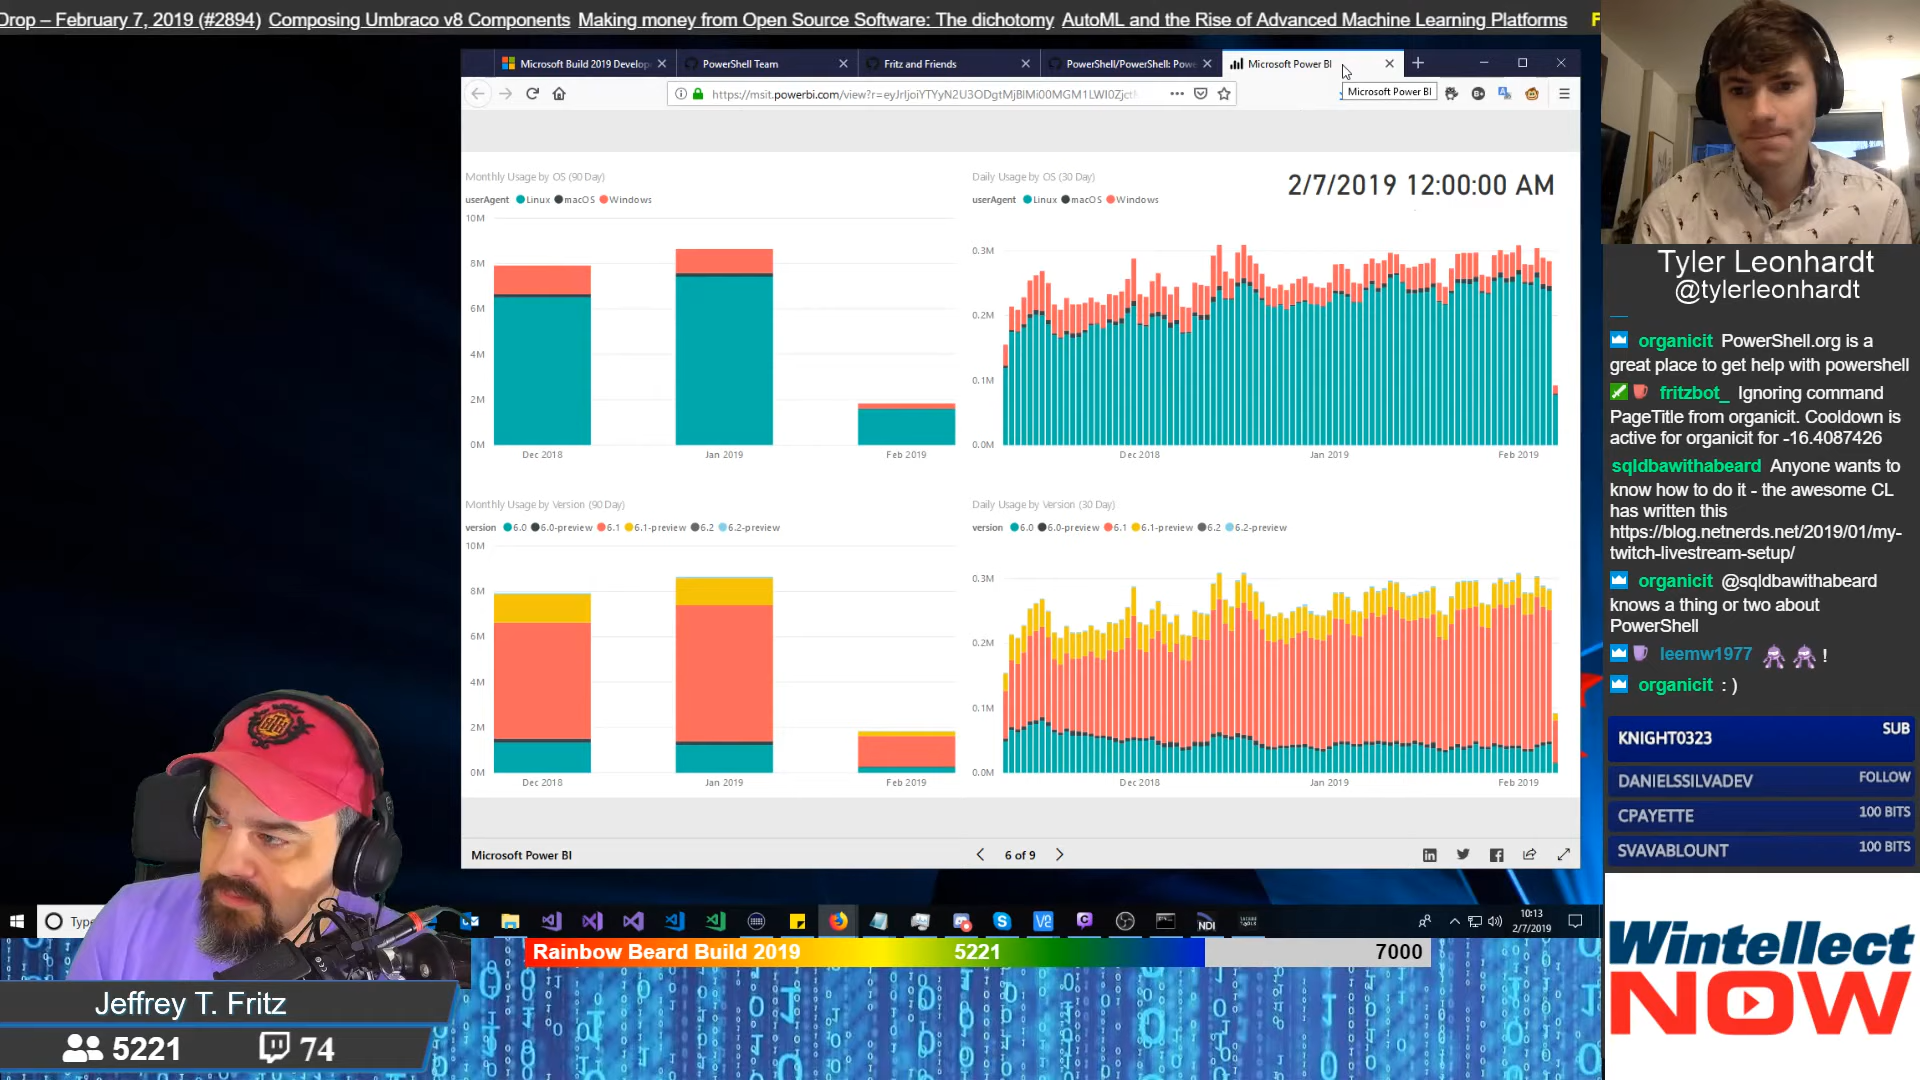 Drop – February 7, 2019 (#2894) Composing Umbraco v8 Components Making money from Open Source Software: The dichotomy AutoML and the Rise of Advanced Machine Learning Platforms F
Microsoft Build 2019 Develop
PowerShell Team
Fritz and Friends
PowerShell/PowerShell: Powe
Microsoft Power BI
https://msit.powerbi.com/view?r=
Microsoft Power BI
Monthly Usage by OS (90 Day)
userAgent Linux macOS Windows
10M
8M
6M
4M
2M
0M
Dec 2018
Jan 2019
Feb 2019
Daily Usage by OS (30 Day)
2/7/2019 12:00:00 AM
userAgent Linux macOS Windows
0.3M
0.2M
0.1M
0.0M
Dec 2018
Jan 2019
Feb 2019
Monthly Usage by Version (90 Day)
version 6.0 6.0-preview 6.1 6.1-preview 6.2 6.2-preview
10M
8M
6M
4M
2M
0M
Dec 2018
Jan 2019
Feb 2019
Daily Usage by Version (30 Day)
version 6.0 6.0-preview 6.1 6.1-preview 6.2 6.2-preview
0.3M
0.2M
0.1M
0.0M
Dec 2018
Jan 2019
Feb 2019
Microsoft Power BI
6 of 9
Type
NDI
10:13
2/7/2019
Tyler Leonhardt
@tylerleonhardt
organicit PowerShell.org is a
great place to get help with powershell
fritzbot_ Ignoring command
PageTitle from organicit. Cooldown is
active for organicit for -16.4087426
sqldbawithabeard Anyone wants to
know how to do it - the awesome CL
has written this
https://blog.netnerds.net/2019/01/my-
twitch-livestream-setup/
organicit @sqldbawithabeard
knows a thing or two about
PowerShell
leemw1977 !
organicit : )
KNIGHT0323 SUB
DANIELSSILVADEV FOLLOW
CPAYETTE 100 BITS
SVAVABLOUNT 100 BITS
Wintellect
NOW
Rainbow Beard Build 2019 5221 7000
Jeffrey T. Fritz
5221 74